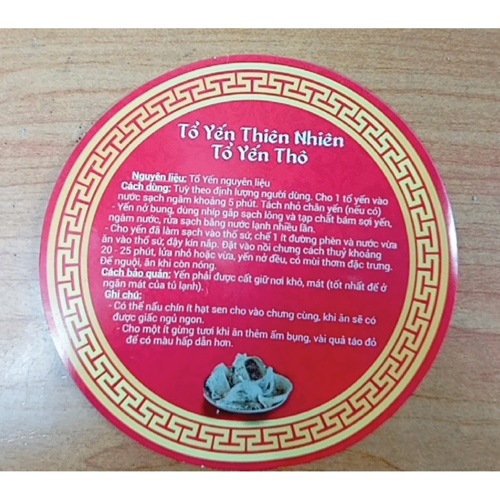 Tổ Yến Thiên Nhiên
Tổ Yến Thô
Nguyên liệu: Tổ Yến nguyên liệu
Cách dùng: Tuỳ theo định lượng người dùng. Cho 1 tổ yến vào
nước sạch ngâm khoảng 5 phút. Tách nhỏ chân yến (nếu có)
- Yến nở bung, dùng nhíp gắp sạch lông và tạp chất bám sợi yến,
ngâm nước, rửa sạch bằng nước lạnh nhiều lần.
- Cho yến đã làm sạch vào thố sứ, chế 1 ít đường phèn và nước vừa
ăn vào thố sứ, đậy kín nắp. Đặt vào nồi chưng cách thuỷ khoảng
20 - 25 phút, lửa nhỏ hoặc vừa, yến nở đều, có mùi thơm đặc trưng.
Để nguội, ăn khi còn nóng.
Cách bảo quản: Yến phải được cất giữ nơi khô, mát (tốt nhất để ở
ngăn mát của tủ lạnh).
Ghi chú:
- Có thể nấu chín ít hạt sen cho vào chưng cùng, khi ăn sẽ có
được giấc ngủ ngon.
- Cho một ít gừng tươi khi ăn thêm ấm bụng, vài quả táo đỏ
để có màu hấp dẫn hơn.